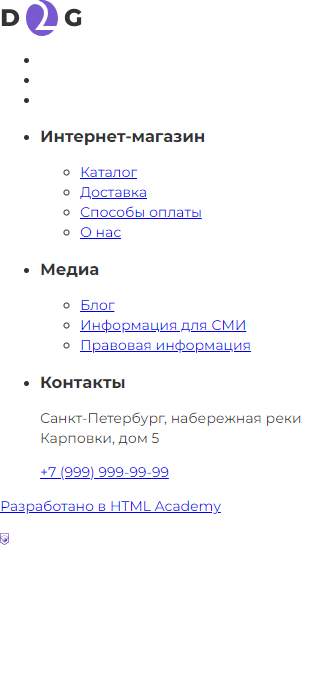 D2G
Интернет-магазин
Каталог
Доставка
Способы оплаты
О нас
Медиа
Блог
Информация для СМИ
Правовая информация
Контакты
Санкт-Петербург, набережная реки
Карповки, дом 5
+7 (999) 999-99-99
Разработано в HTML Academy